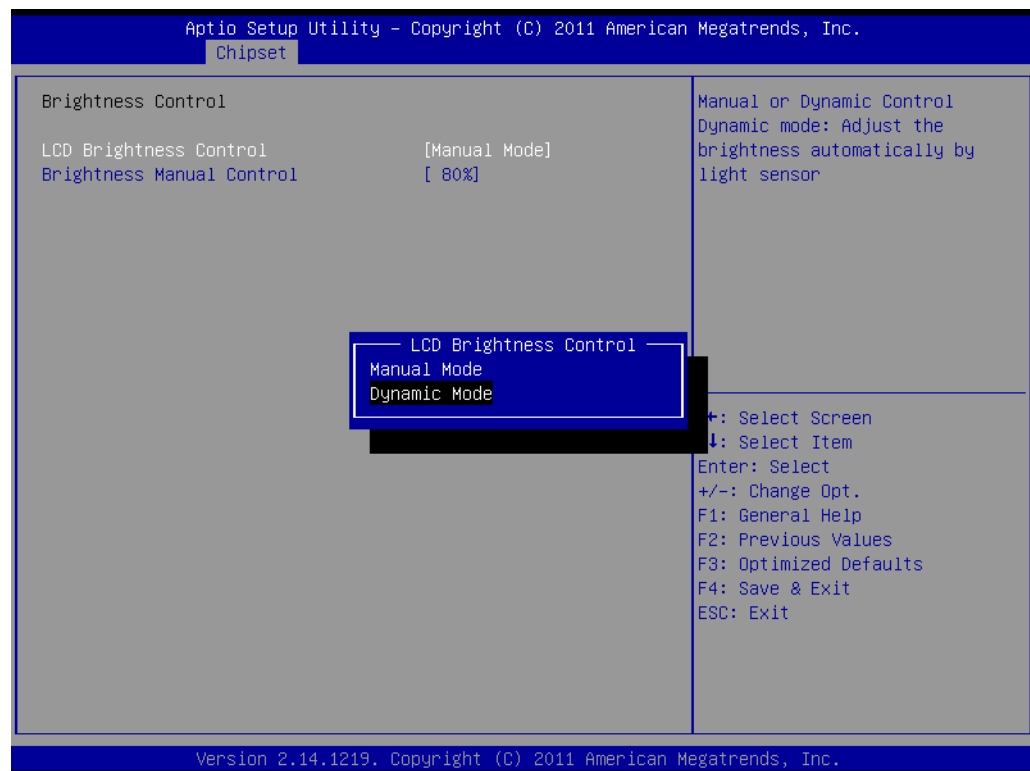 Aptio Setup Utility – Copyright (C) 2011 American Megatrends, Inc.
Chipset
Brightness Control
LCD Brightness Control [Manual Mode]
Brightness Manual Control [ 80%]
Manual or Dynamic Control
Dynamic mode: Adjust the
brightness automatically by
light sensor
LCD Brightness Control
Manual Mode
Dynamic Mode
: Select Screen
↓: Select Item
Enter: Select
+/-: Change Opt.
F1: General Help
F2: Previous Values
F3: Optimized Defaults
F4: Save & Exit
ESC: Exit
Version 2.14.1219. Copyright (C) 2011 American Megatrends, Inc.